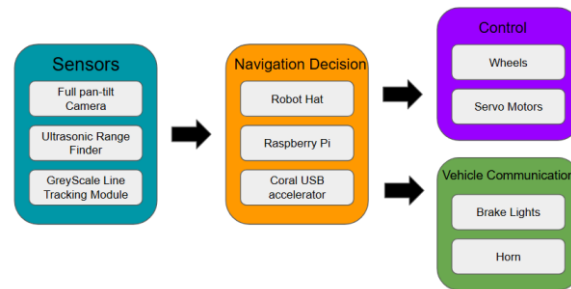 Sensors
Full pan-tilt
Camera
Ultrasonic Range
Finder
GreyScale Line
Tracking Module
Navigation Decision
Robot Hat
Raspberry Pi
Coral USB
accelerator
Control
Wheels
Servo Motors
Vehicle Communication
Brake Lights
Horn